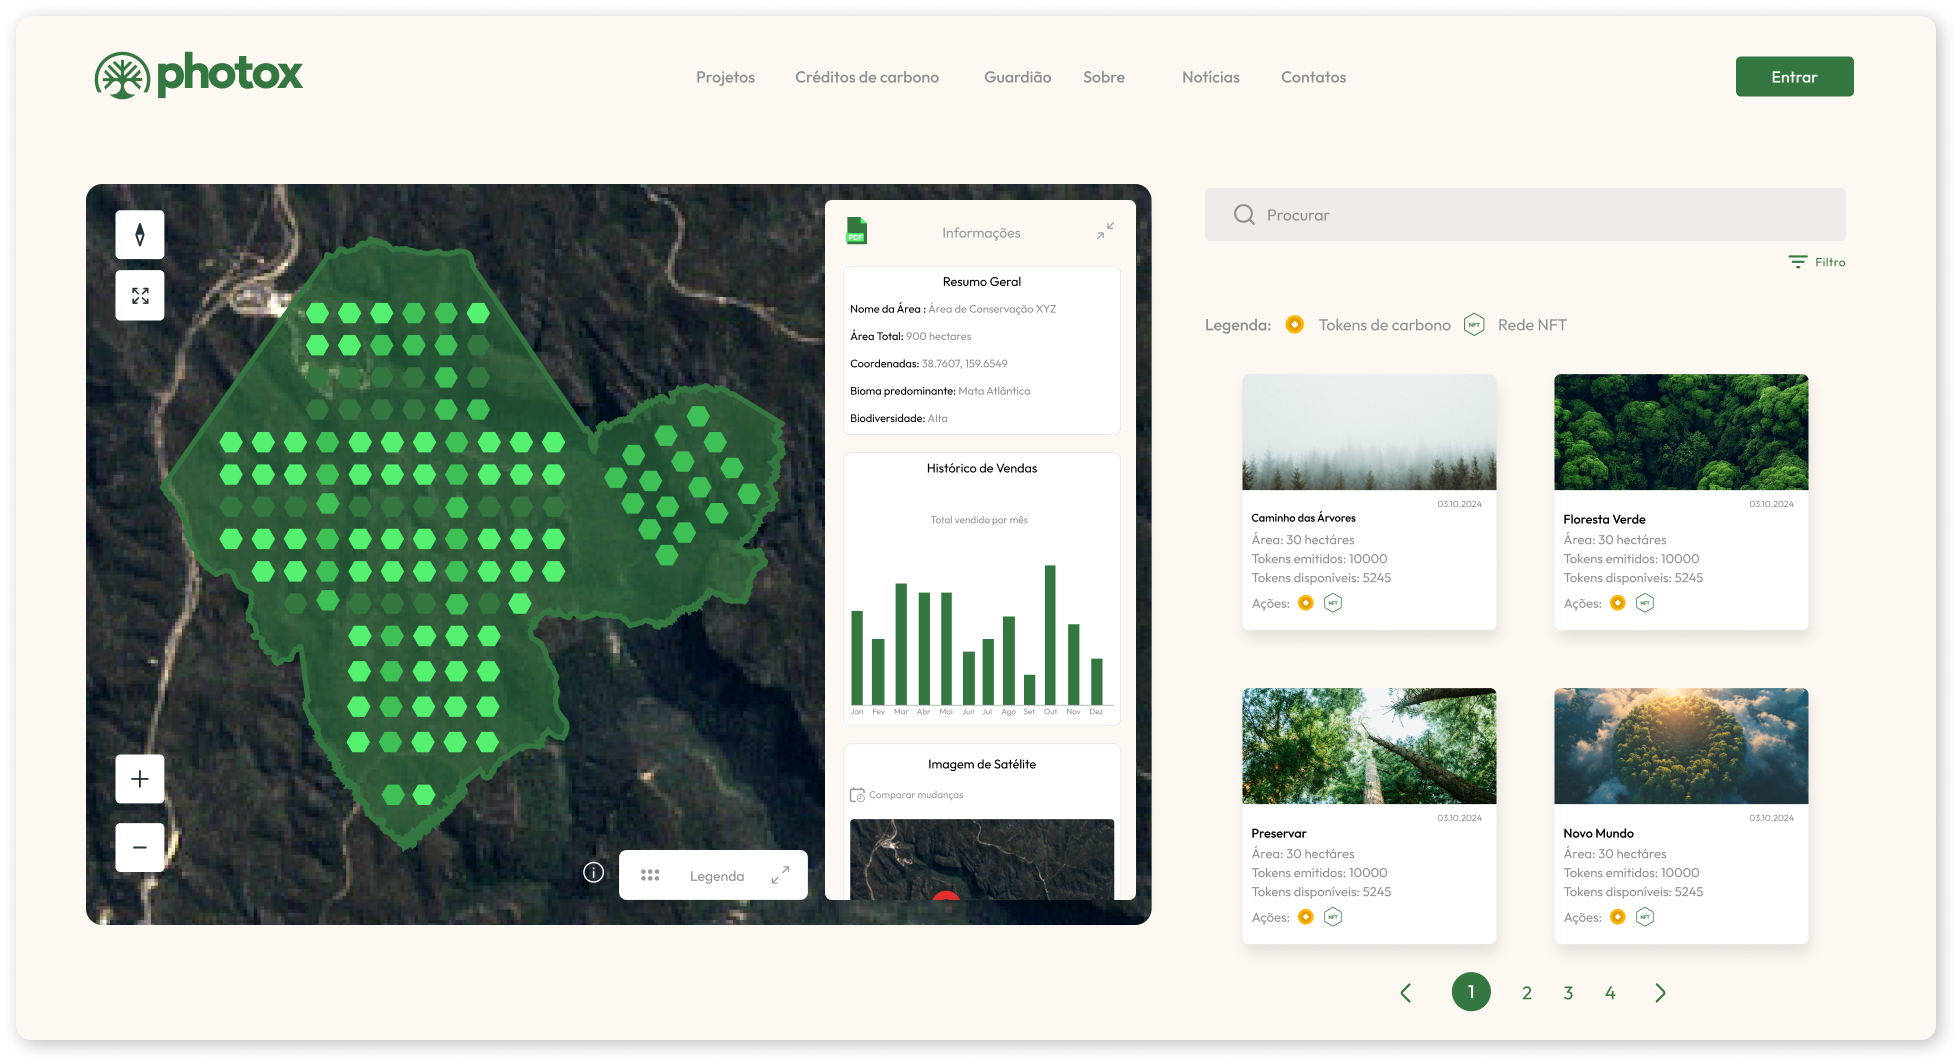 photox
Projetos
Créditos de carbono
Guardião
Sobre
Notícias
Contatos
Entrar
PDF
Informações
Resumo Geral
Nome da Área : Área de Conservação XYZ
Área Total: 900 hectares
Coordenadas: 38.7607, 159.6549
Bioma predominante: Mata Atlântica
Biodiversidade: Alta
Histórico de Vendas
Total vendido por mês
Jan Fev Mar Abr Mai Jun Jul Ago Set Out Nov Dez
Imagem de Satélite
Comparar mudanças
Legenda
Procurar
Filtro
Legenda: Tokens de carbono NFT Rede NFT
03.10.2024
Caminho das Árvores
Área: 30 hectáres
Tokens emitidos: 10000
Tokens disponíveis: 5245
Ações: NFT
03.10.2024
Floresta Verde
Área: 30 hectáres
Tokens emitidos: 10000
Tokens disponíveis: 5245
Ações: NFT
03.10.2024
Preservar
Área: 30 hectáres
Tokens emitidos: 10000
Tokens disponíveis: 5245
Ações: NFT
03.10.2024
Novo Mundo
Área: 30 hectáres
Tokens emitidos: 10000
Tokens disponíveis: 5245
Ações: NFT
1 2 3 4